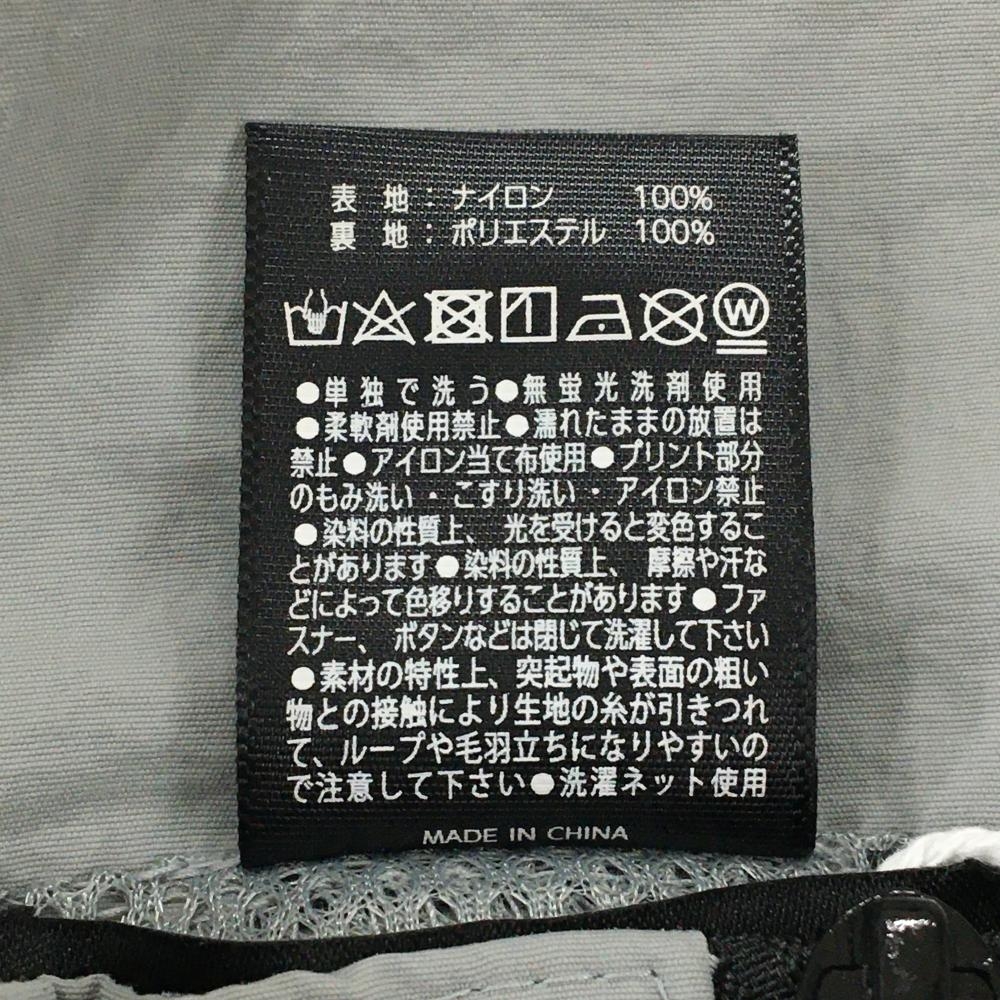 表 地 : ナイロン 100%
裏 地 : ポリエステル 100%
W
●単独で洗う●無蛍光洗剤使用
●柔軟剤使用禁止●濡れたままの放置は
禁止●アイロン当て布使用●プリント部分
のもみ洗い・こすり洗い・アイロン禁止
●染料の性質上、光を受けると変色するこ
とがあります●染料の性質上、摩擦や汗な
どによって色移りすることがあります●ファ
スナー、ボタンなどは閉じて洗濯して下さい
●素材の特性上、突起物や表面の粗い
物との接触により生地の糸が引きつれ
て、ループや毛羽立ちになりやすいの
で注意して下さい●洗濯ネット使用
MADE IN CHINA